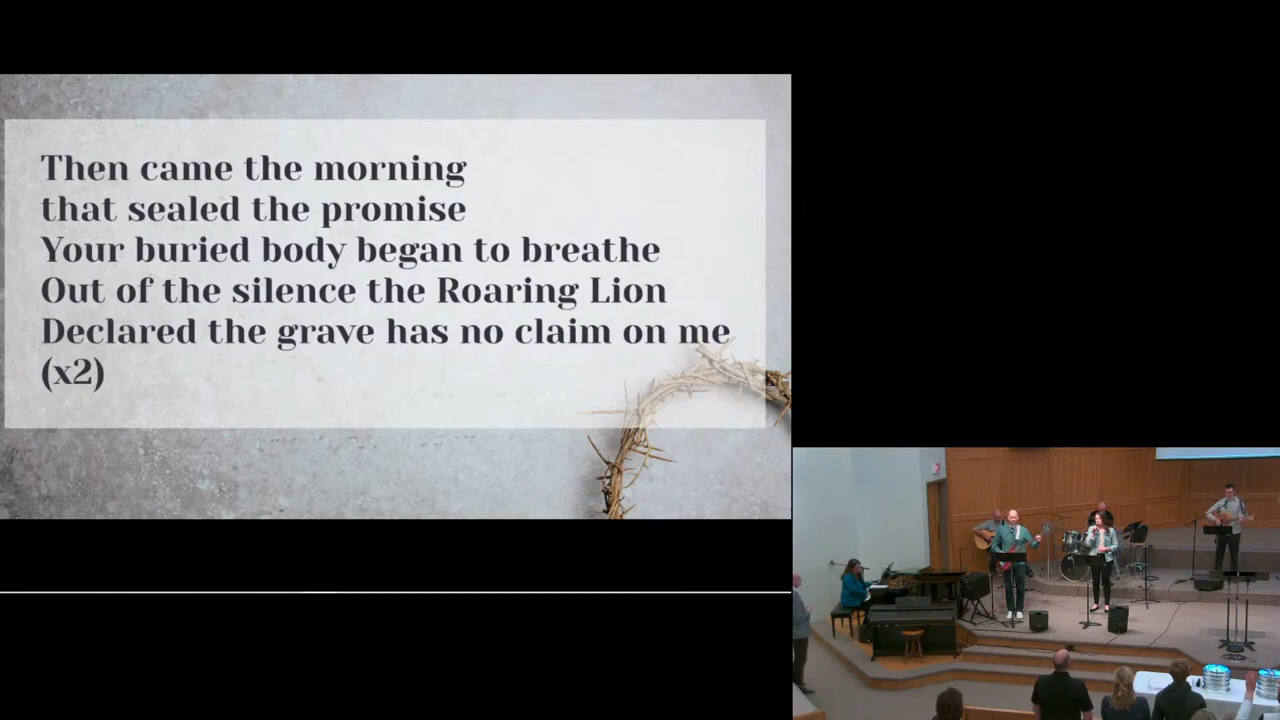 Then came the morning
that sealed the promise
Your buried body began to breathe
Out of the silence the Roaring Lion
Declared the grave has no claim on me
(x2)